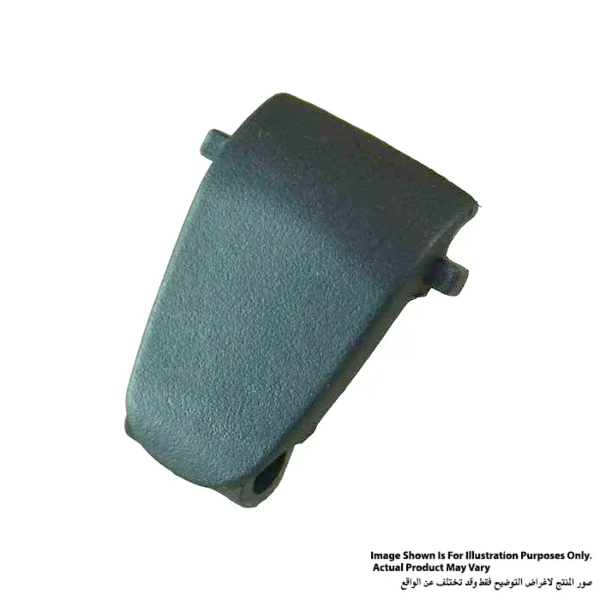 Image Shown Is For Illustration Purposes Only.
Actual Product May Vary
صور المنتج لاغراض التوضيح فقط وقد تختلف عن الواقع